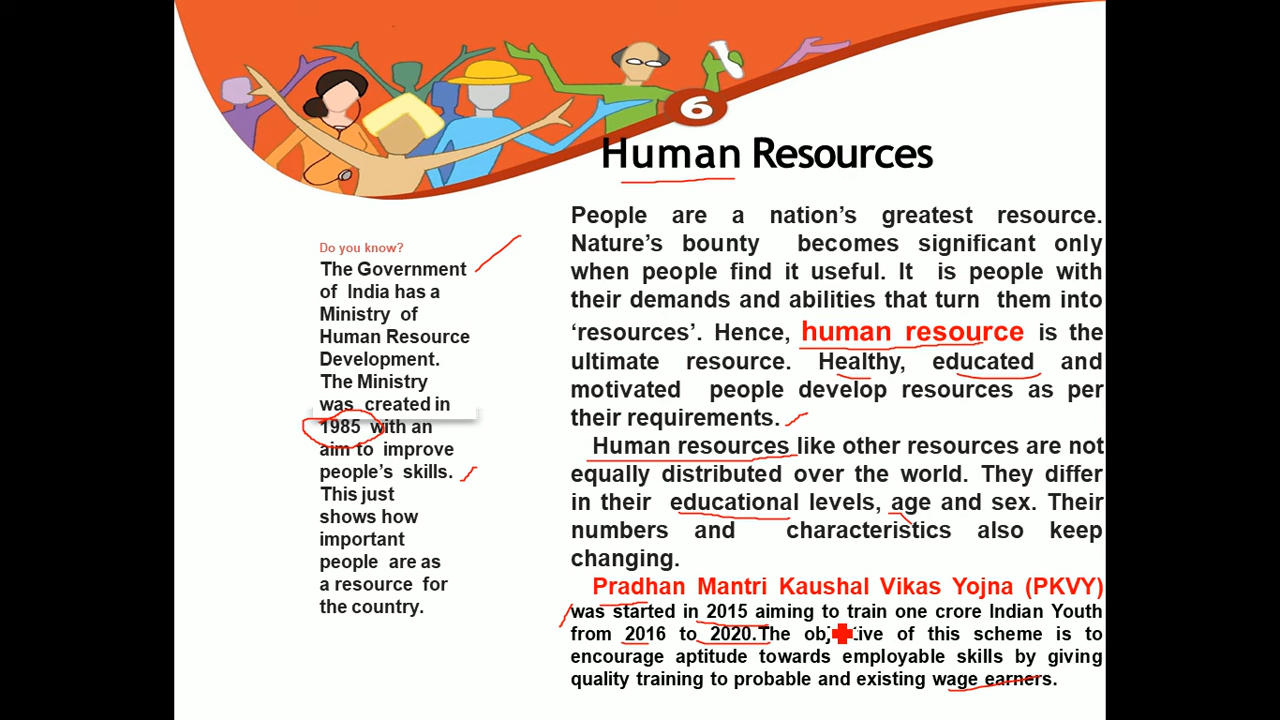 6
Human Resources
Do you know?
The Government
of India has a
Ministry of
Human Resource
Development.
The Ministry
was created in
1985 with an
aim to improve
people's skills.
This just
shows how
important
people are as
a resource for
the country.
People are a nation's greatest resource.
Nature's bounty becomes significant only
when people find it useful. It is people with
their demands and abilities that turn them into
'resources'. Hence, human resource is the
ultimate resource. Healthy, educated and
motivated people develop resources as per
their requirements.
Human resources like other resources are not
equally distributed over the world. They differ
in their educational levels, age and sex. Their
numbers and characteristics also keep
changing.
Pradhan Mantri Kaushal Vikas Yojna (PKVY)
was started in 2015 aiming to train one crore Indian Youth
from 2016 to 2020.The objective of this scheme is to
encourage aptitude towards employable skills by giving
quality training to probable and existing wage earners.